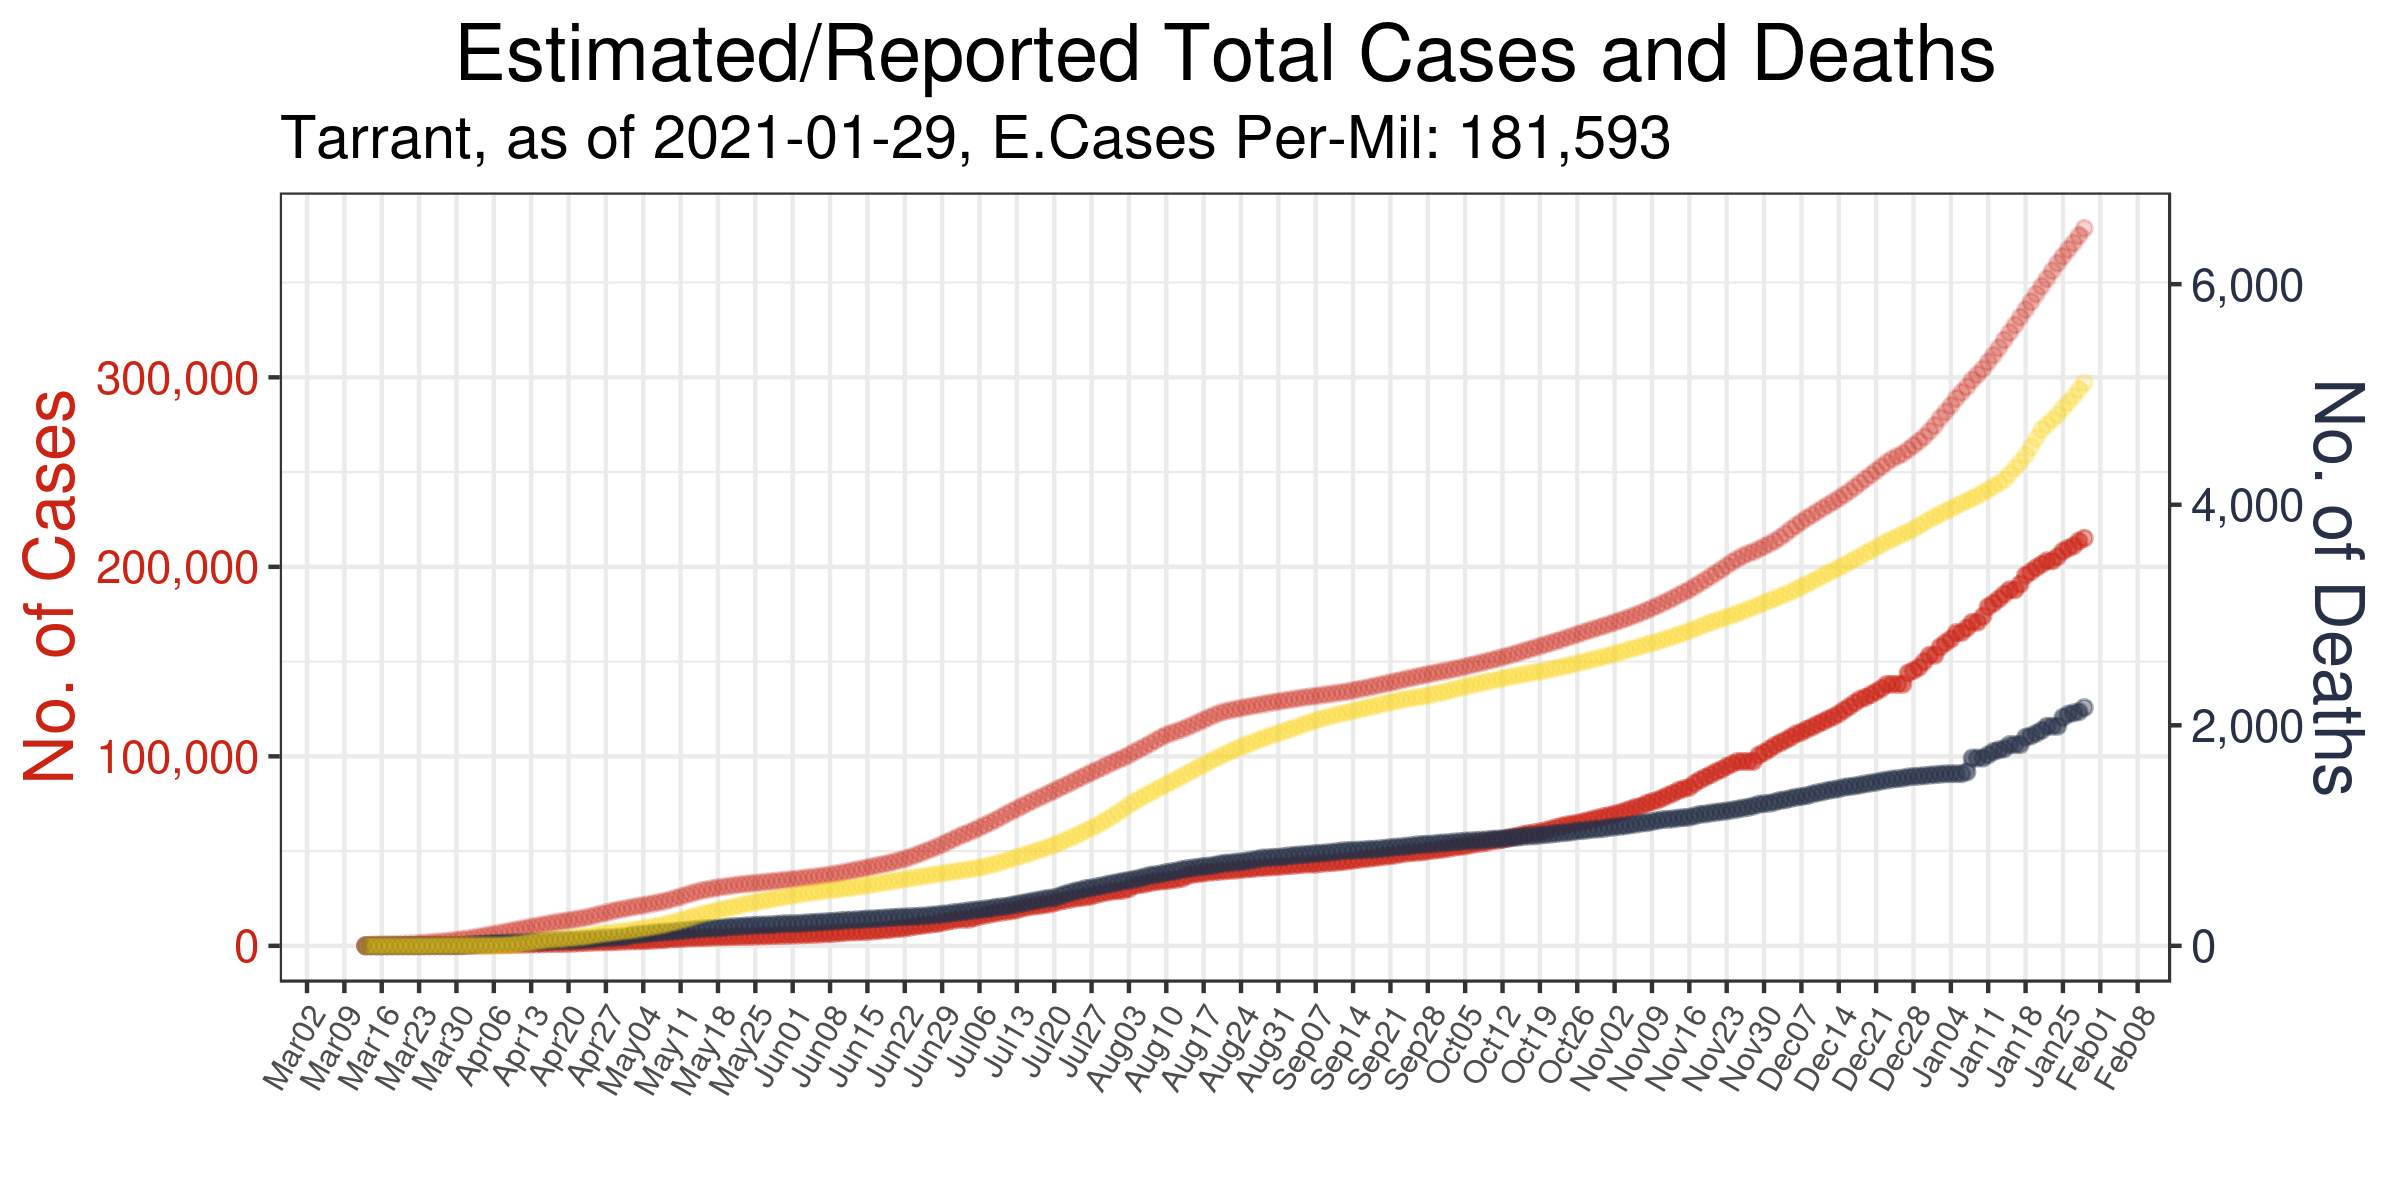 Estimated/Reported Total Cases and Deaths
Tarrant, as of 2021-01-29, E.Cases Per-Mil: 181,593
No. of Cases
300,000
200,000
100,000
0
6,000
4,000
2,000
0
No. of Deaths
Mar02
Mar09
Mar16
Mar23
Mar30
Apr06
Apr13
Apr20
Apr27
May04
May11
May18
May25
Jun01
Jun08
Jun15
Jun22
Jun29
Jul06
Jul13
Jul20
Jul27
Aug03
Aug10
Aug17
Aug24
Aug31
Sep07
Sep14
Sep21
Sep28
Oct05
Oct12
Oct19
Oct26
Nov02
Nov09
Nov16
Nov23
Nov30
Dec07
Dec14
Dec21
Dec28
Jan04
Jan11
Jan18
Jan25
Feb01
Feb08